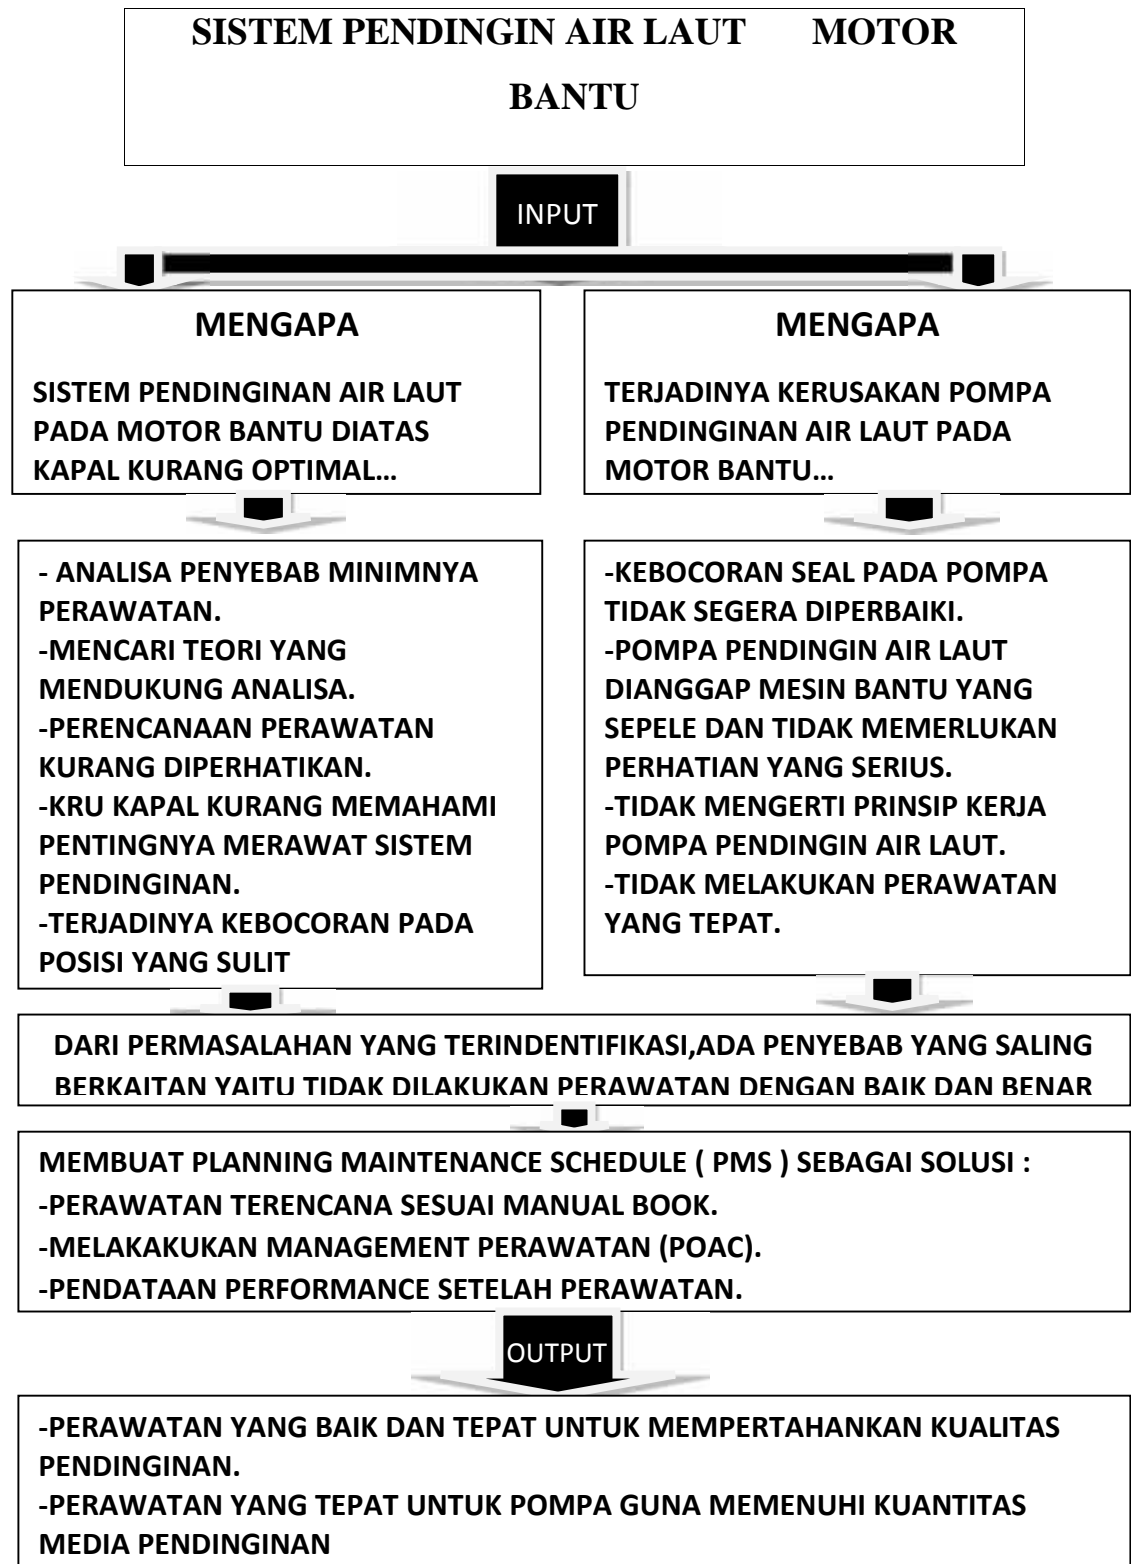 SISTEM PENDINGIN AIR LAUT MOTOR
BANTU
INPUT
MENGAPA
SISTEM PENDINGINAN AIR LAUT
PADA MOTOR BANTU DIATAS
KAPAL KURANG OPTIMAL...
MENGAPA
TERJADINYA KERUSAKAN POMPA
PENDINGINAN AIR LAUT PADA
MOTOR BANTU...
- ANALISA PENYEBAB MINIMNYA
PERAWATAN.
-MENCARI TEORI YANG
MENDUKUNG ANALISA.
-PERENCANAAN PERAWATAN
KURANG DIPERHATIKAN.
-KRU KAPAL KURANG MEMAHAMI
PENTINGNYA MERAWAT SISTEM
PENDINGINAN.
-TERJADINYA KEBOCORAN PADA
POSISI YANG SULIT
-KEBOCORAN SEAL PADA POMPA
TIDAK SEGERA DIPERBAIKI.
-POMPA PENDINGIN AIR LAUT
DIANGGAP MESIN BANTU YANG
SEPELE DAN TIDAK MEMERLUKAN
PERHATIAN YANG SERIUS.
-TIDAK MENGERTI PRINSIP KERJA
POMPA PENDINGIN AIR LAUT.
-TIDAK MELAKUKAN PERAWATAN
YANG TEPAT.
DARI PERMASALAHAN YANG TERINDENTIFIKASI,ADA PENYEBAB YANG SALING
BERKAITAN YAITU TIDAK DILAKUKAN PERAWATAN DENGAN BAIK DAN BENAR
MEMBUAT PLANNING MAINTENANCE SCHEDULE ( PMS ) SEBAGAI SOLUSI :
-PERAWATAN TERENCANA SESUAI MANUAL BOOK.
-MELAKAKUKAN MANAGEMENT PERAWATAN (POAC).
-PENDATAAN PERFORMANCE SETELAH PERAWATAN.
OUTPUT
-PERAWATAN YANG BAIK DAN TEPAT UNTUK MEMPERTAHANKAN KUALITAS
PENDINGINAN.
-PERAWATAN YANG TEPAT UNTUK POMPA GUNA MEMENUHI KUANTITAS
MEDIA PENDINGINAN